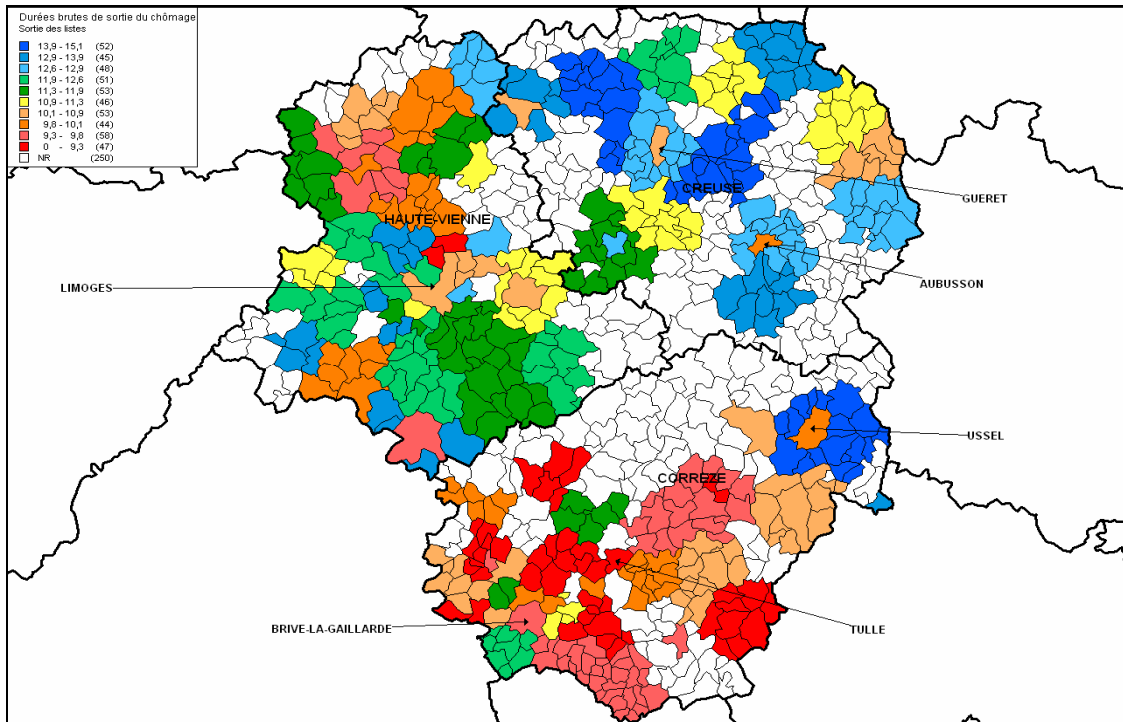 Durées brutes de sortie du chômage
Sortie des listes
13,9 - 15,1 (52)
12,9 - 13,9 (45)
12,6 - 12,9 (48)
11,9 - 12,6 (51)
11,3 - 11,9 (53)
10,9 - 11,3 (46)
10,1 - 10,9 (53)
9,8 - 10,1 (44)
9,3 - 9,8 (58)
0 - 9,3 (47)
NR (250)
CREUSE
GUERET
HAUTE-VIENNE
AUBUSSON
LIMOGES
USSEL
CORREZE
BRIVE-LA-GAILLARDE
TULLE